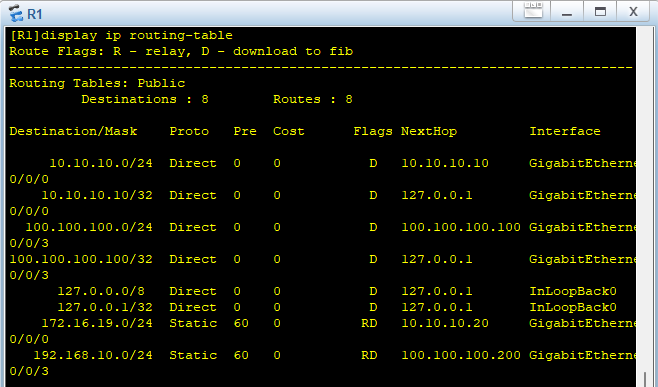 R1
[R1]display ip routing-table
Route Flags: R - relay, D - download to fib
------------------------------------------------------------------------------
Routing Tables: Public
         Destinations : 8        Routes : 8
Destination/Mask    Proto  Pre  Cost      Flags NextHop         Interface
     10.10.10.0/24  Direct  0    0           D   10.10.10.10     GigabitEtherne
0/0/0
    10.10.10.10/32  Direct  0    0           D   127.0.0.1       GigabitEtherne
0/0/0
  100.100.100.0/24  Direct  0    0           D   100.100.100.100 GigabitEtherne
0/0/3
100.100.100.100/32  Direct  0    0           D   127.0.0.1       GigabitEtherne
0/0/3
      127.0.0.0/8   Direct  0    0           D   127.0.0.1       InLoopBack0
      127.0.0.1/32  Direct  0    0           D   127.0.0.1       InLoopBack0
    172.16.19.0/24  Static  60   0          RD   10.10.10.20     GigabitEtherne
0/0/0
   192.168.10.0/24  Static  60   0          RD   100.100.100.200 GigabitEtherne
0/0/3